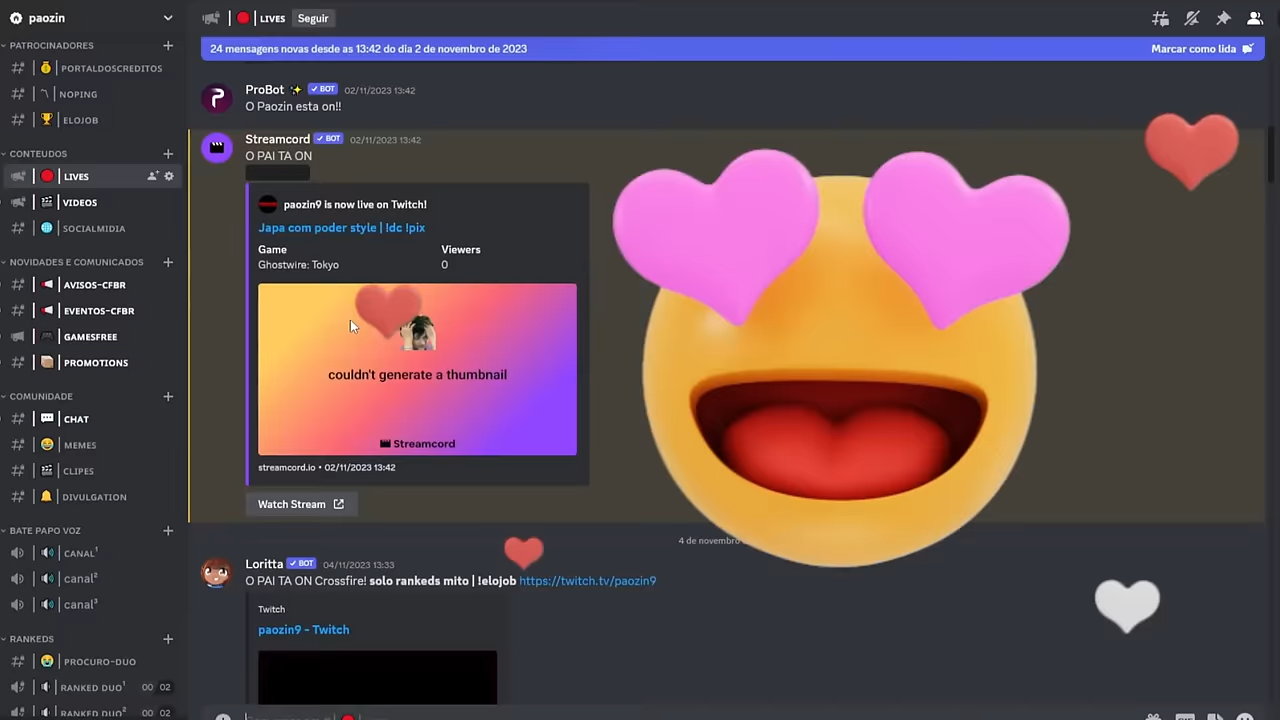 paozin
PATROCINADORES
PORTALDOSCREDITOS
NOPING
ELOJOB
CONTEUDOS
LIVES
VIDEOS
SOCIALMIDIA
NOVIDADES E COMUNICADOS
AVISOS-CFBR
EVENTOS-CFBR
GAMESFREE
PROMOTIONS
COMUNIDADE
CHAT
MEMES
CLIPES
DIVULGATION
BATE PAPO VOZ
CANAL¹
canal²
canal³
RANKEDS
PROCURO-DUO
RANKED DUO¹ 00 02
RANKED DUO² 00 02
LIVES Seguir
24 mensagens novas desde as 13:42 do dia 2 de novembro de 2023 Marcar como lida
ProBot ✨ ✓ BOT 02/11/2023 13:42
O Paozin esta on!!
Streamcord ✓ BOT 02/11/2023 13:42
O PAI TA ON
paozin9 is now live on Twitch!
Japa com poder style | !dc !pix
Game Viewers
Ghostwire: Tokyo 0
couldn't generate a thumbnail
Streamcord
streamcord.io • 02/11/2023 13:42
Watch Stream
4 de novembro
Loritta ✓ BOT 04/11/2023 13:33
O PAI TA ON Crossfire! solo rankeds mito | !elojob https://twitch.tv/paozin9
Twitch
paozin9 - Twitch